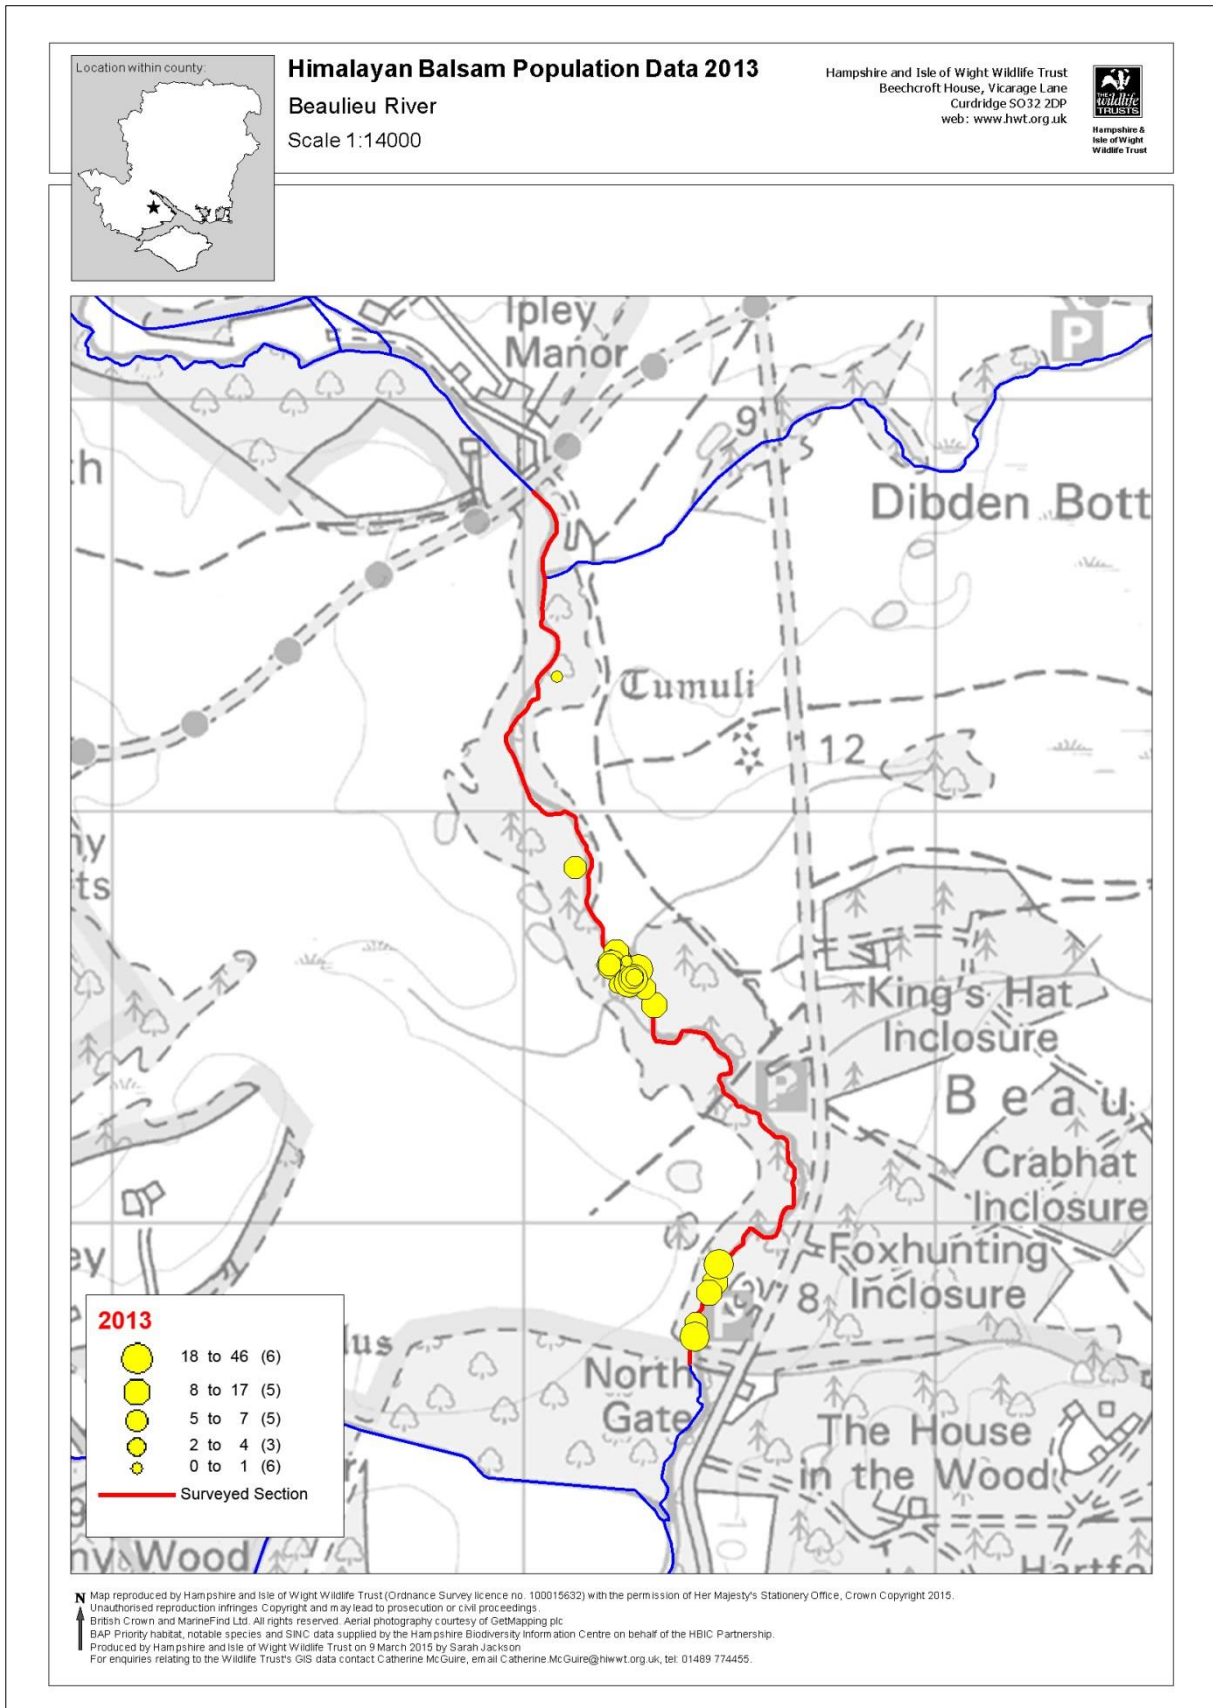 Location within county:
Himalayan Balsam Population Data 2013
Beaulieu River
Scale 1:14000
Hampshire and Isle of Wight Wildlife Trust
Beechcroft House, Vicarage Lane
Curdridge SO32 2DP
web: www.hwt.org.uk
THE
wildlife
TRUSTS
Hampshire &
Isle of Wight
Wildlife Trust
Ipley
Manor
P
9
Dibden Bott
Tumuli
12
King's Hat
Inclosure
P
Beau
Crabhat
Inclosure
Foxhunting
Inclosure
8
P
North
Gate
The House
in the Wood
10
Wood
Hartfo
ey
ny
ts
h
2013
18 to 46 (6)
8 to 17 (5)
5 to 7 (5)
2 to 4 (3)
0 to 1 (6)
Surveyed Section
N Map reproduced by Hampshire and Isle of Wight Wildlife Trust (Ordnance Survey licence no. 100015632) with the permission of Her Majesty's Stationery Office, Crown Copyright 2015.
Unauthorised reproduction infringes Copyright and may lead to prosecution or civil proceedings.
British Crown and MarineFind Ltd. All rights reserved. Aerial photography courtesy of GetMapping plc
BAP Priority habitat, notable species and SINC data supplied by the Hampshire Biodiversity Information Centre on behalf of the HBIC Partnership.
Produced by Hampshire and Isle of Wight Wildlife Trust on 9 March 2015 by Sarah Jackson
For enquiries relating to the Wildlife Trust's GIS data contact Catherine McGuire, email Catherine.McGuire@hiwwt.org.uk, tel: 01489 774455.